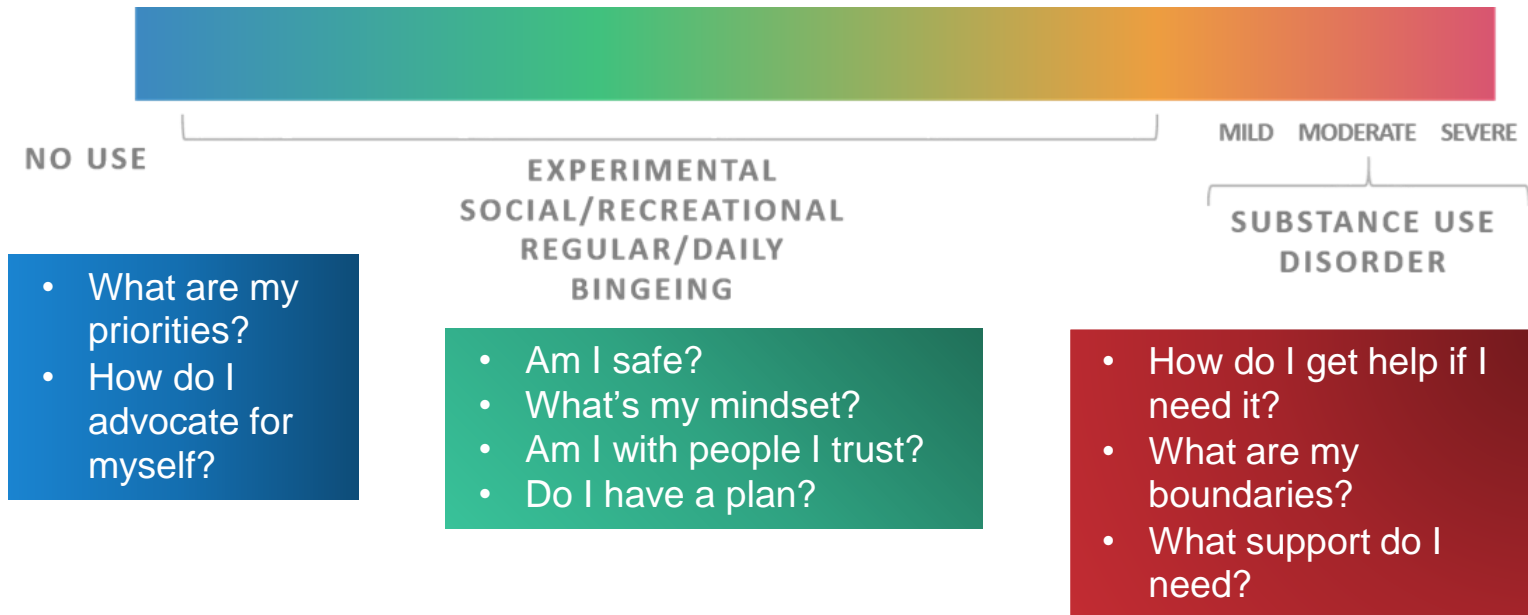 NO USE
EXPERIMENTAL
SOCIAL/RECREATIONAL
REGULAR/DAILY
BINGEING
MILD MODERATE SEVERE
SUBSTANCE USE
DISORDER
• What are my
priorities?
• How do I
advocate for
myself?
• Am I safe?
• What’s my mindset?
• Am I with people I trust?
• Do I have a plan?
• How do I get help if I
need it?
• What are my
boundaries?
• What support do I
need?